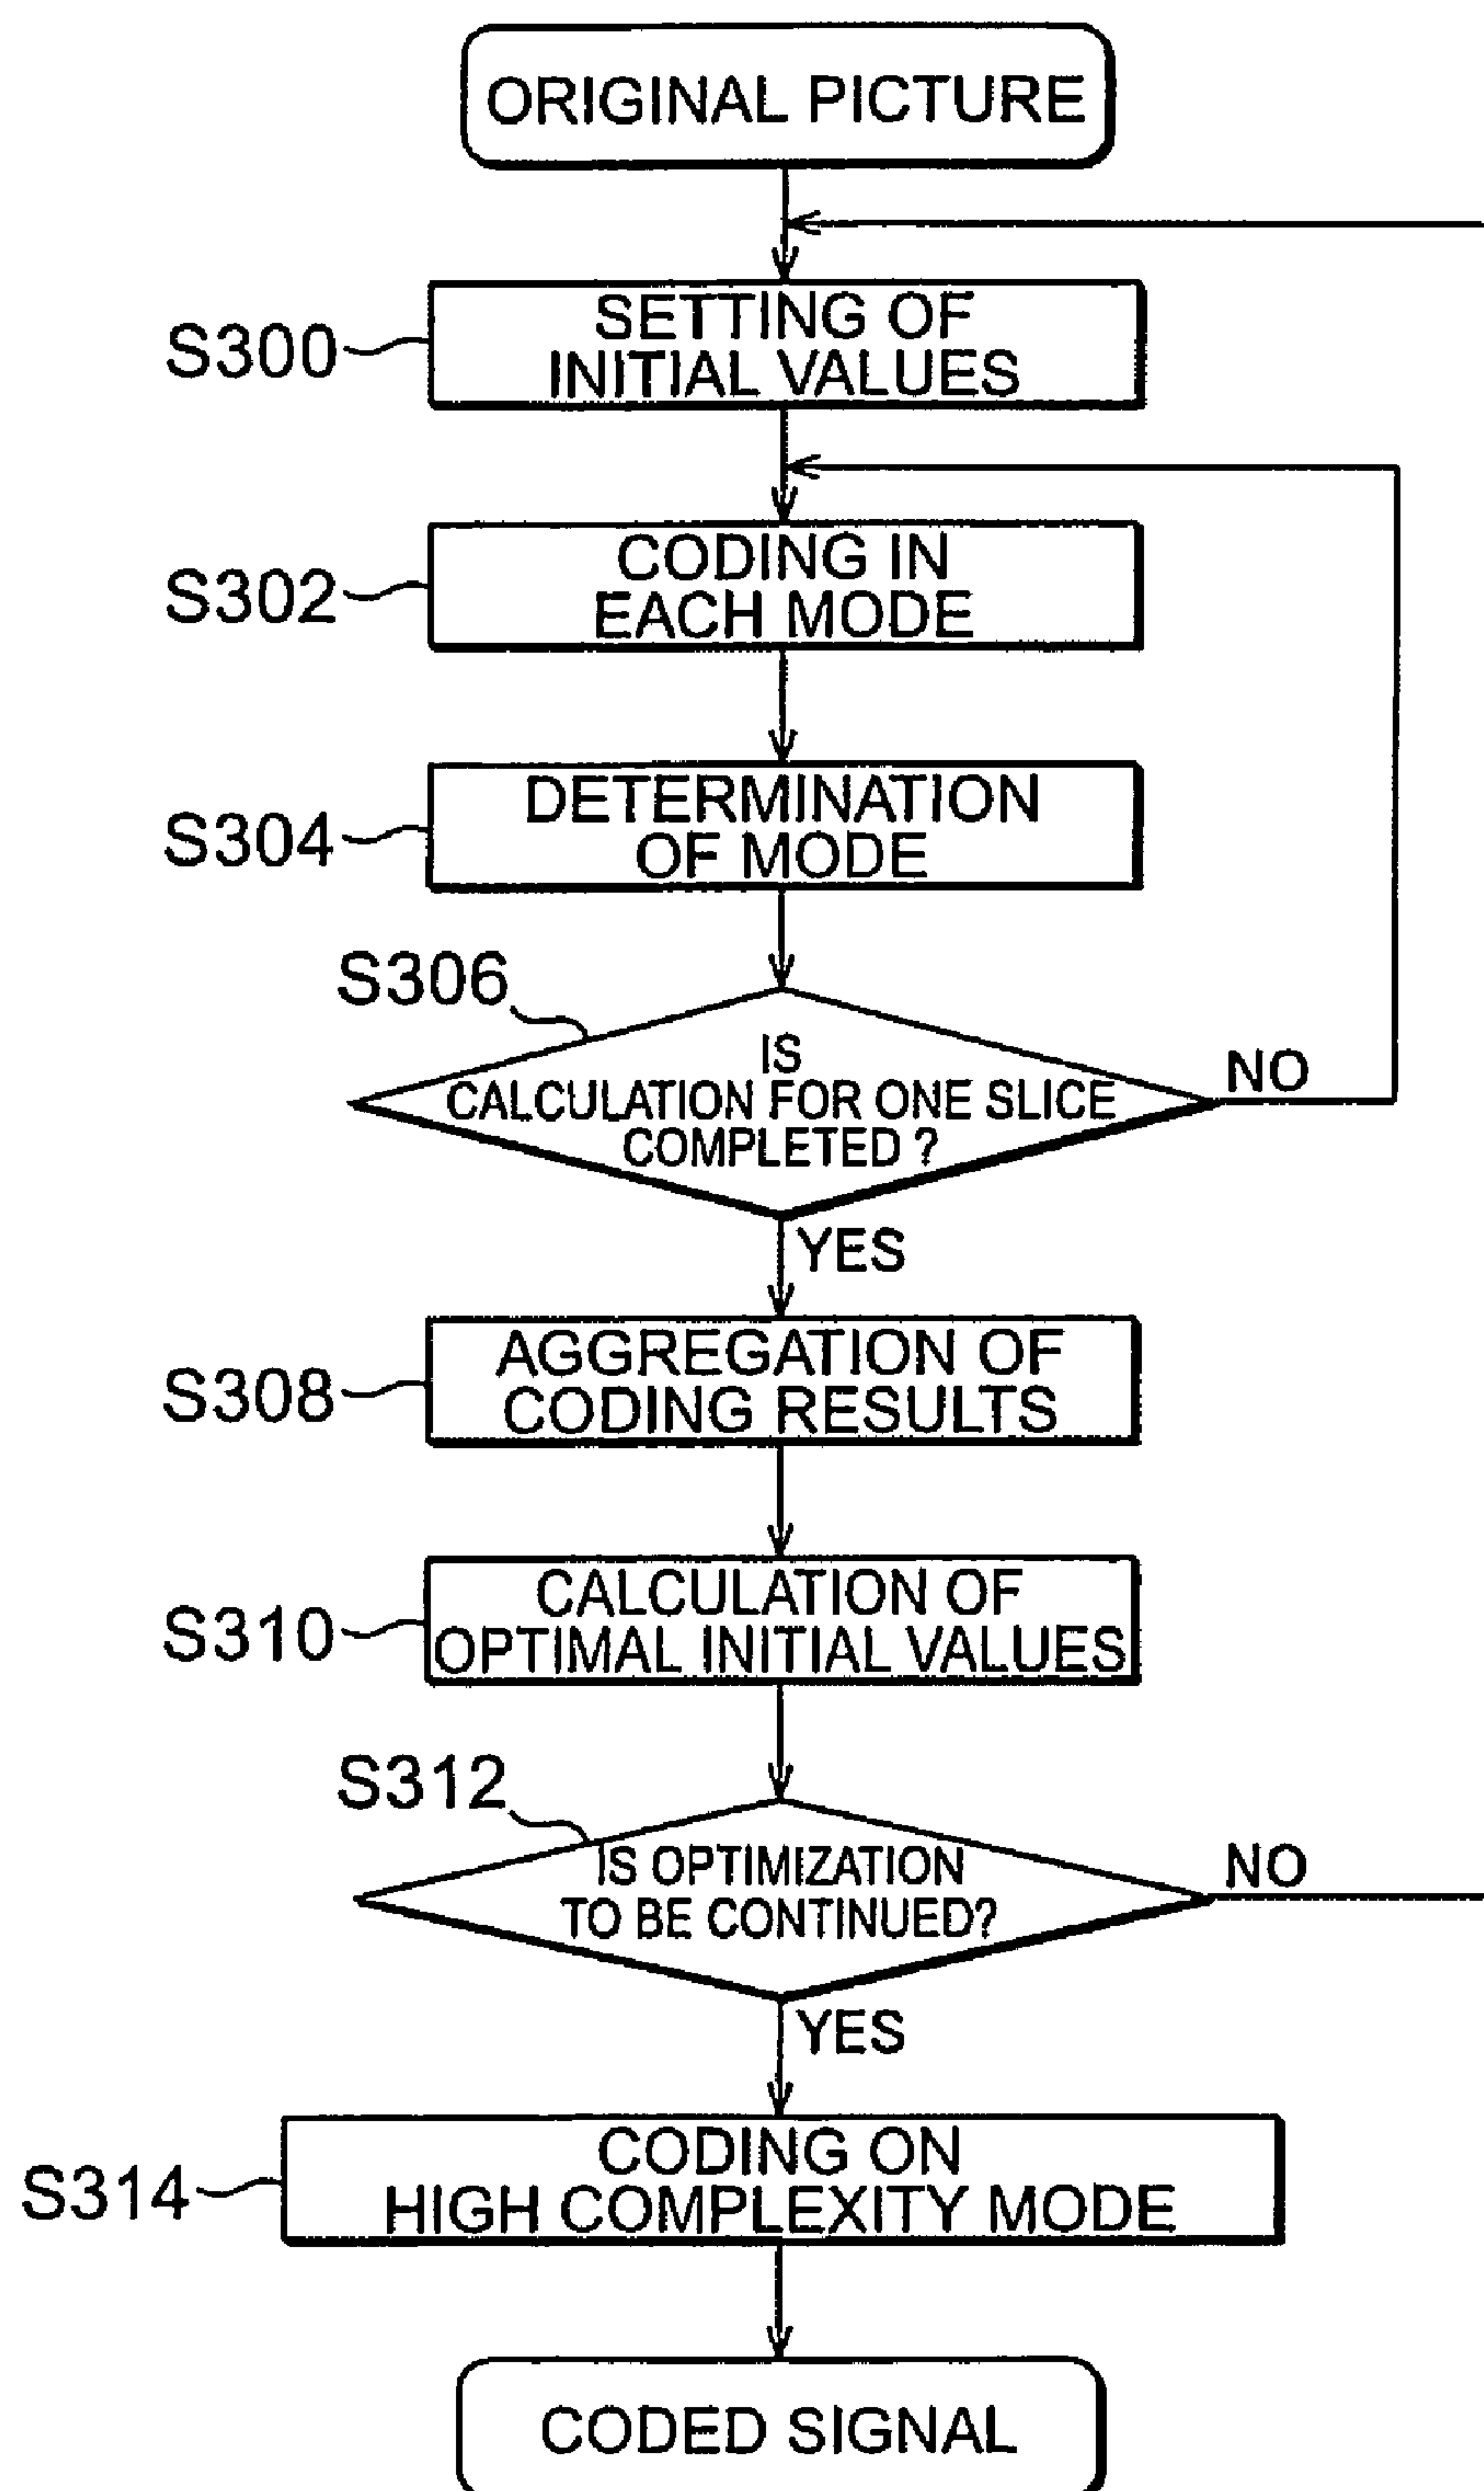 ORIGINAL PICTURE
S300
SETTING OF
INITIAL VALUES
S302
CODING IN
EACH MODE
S304
DETERMINATION
OF MODE
S306
IS
CALCULATION FOR ONE SLICE
COMPLETED ?
NO
YES
S308
AGGREGATION OF
CODING RESULTS
S310
CALCULATION OF
OPTIMAL INITIAL VALUES
S312
IS OPTIMIZATION
TO BE CONTINUED?
NO
YES
S314
CODING ON
HIGH COMPLEXITY MODE
CODED SIGNAL